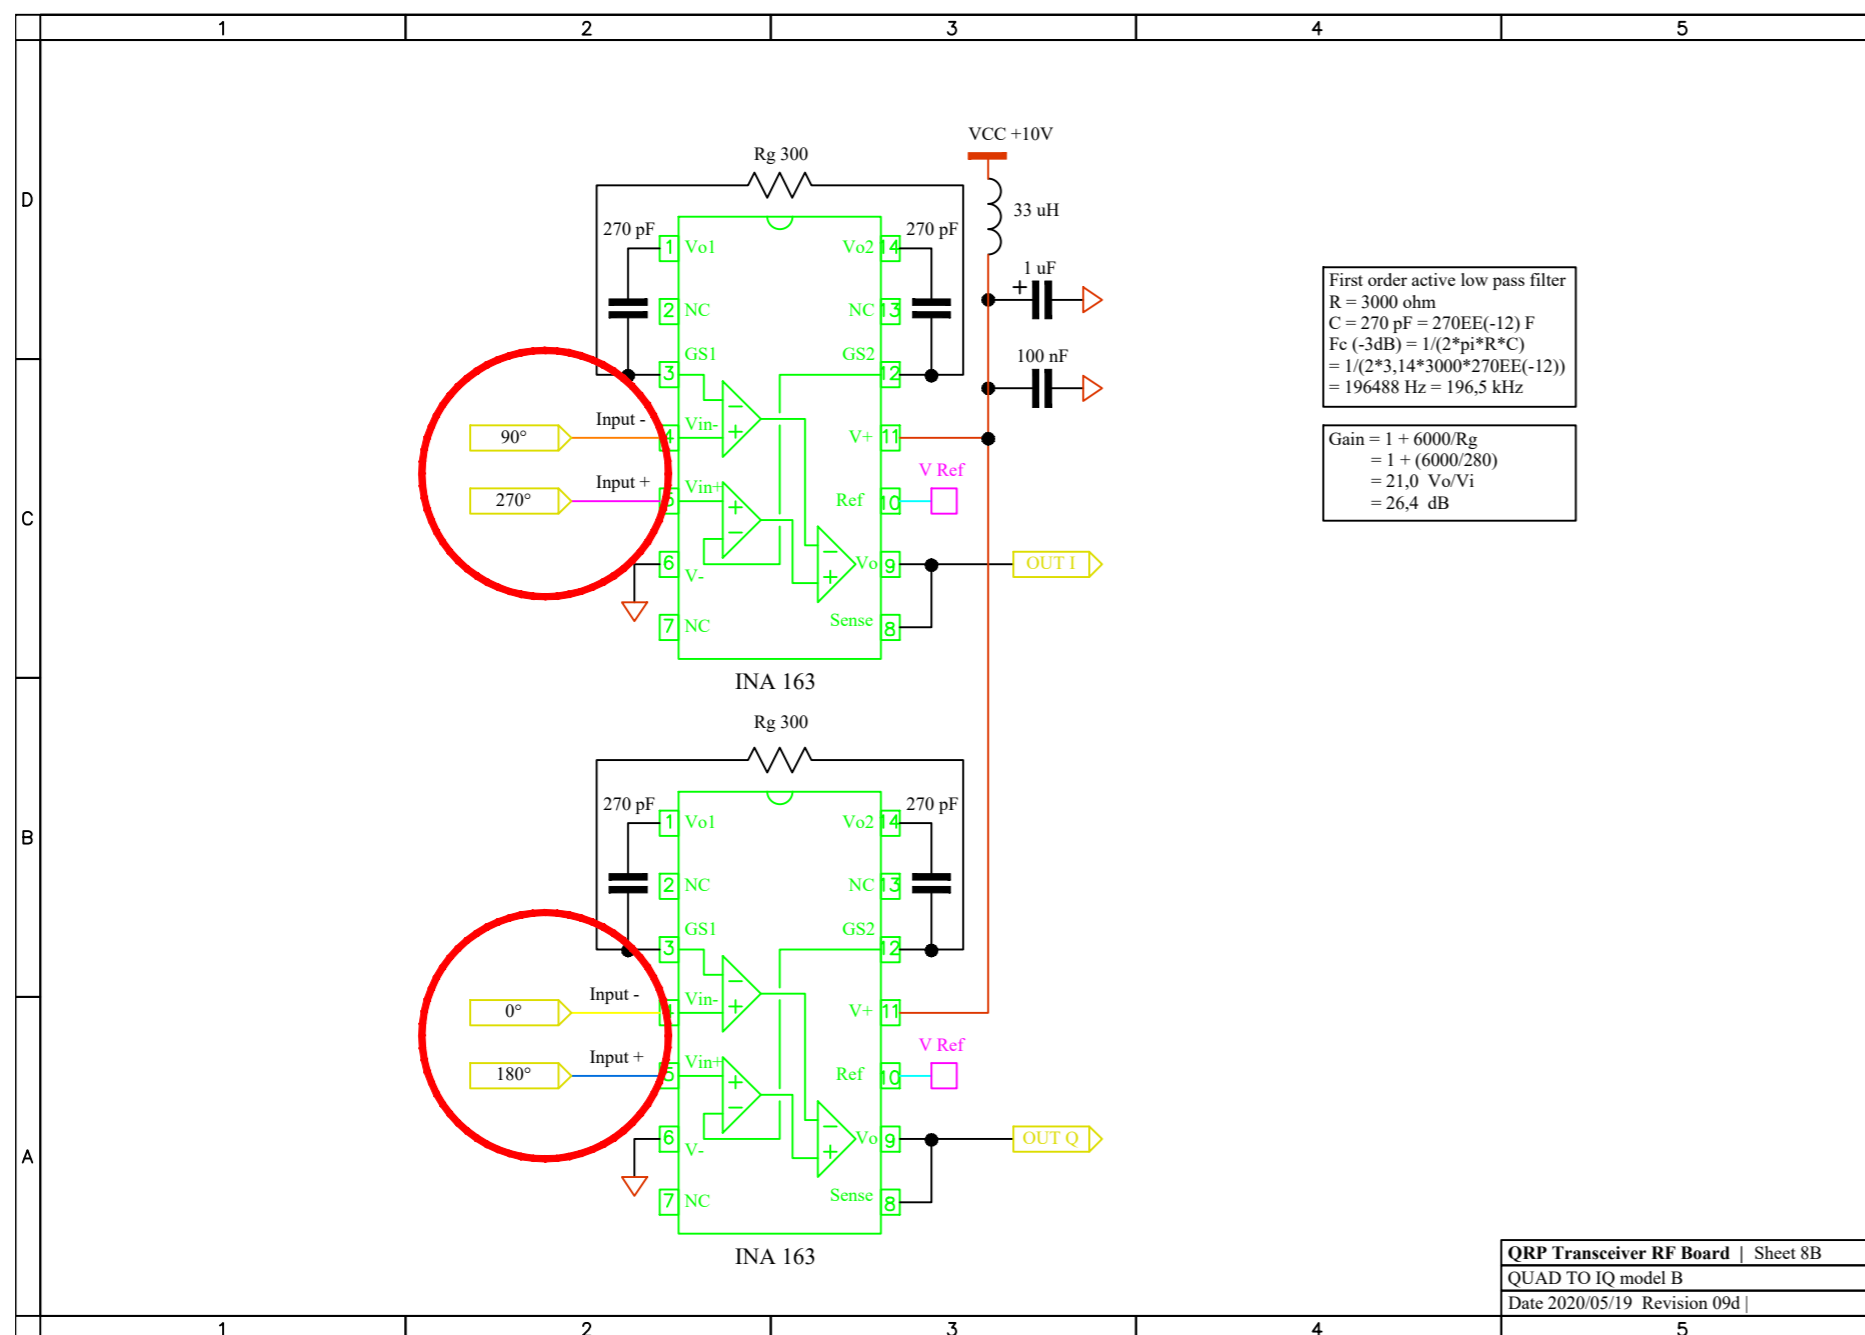 1 2 3 4 5
D
C
B
A
VCC +10V
Rg 300
33 uH
270 pF
270 pF
1 Vo1
Vo2 14
1 uF
+
2 NC
NC 13
GS1
GS2
3
12
100 nF
Input -
90°
4 Vin-
V+ 11
V Ref
Input +
270°
5 Vin+
Ref 10
6 V-
Vo 9
OUT I
7 NC
Sense 8
INA 163
First order active low pass filter
R = 3000 ohm
C = 270 pF = 270EE(-12) F
Fc (-3dB) = 1/(2*pi*R*C)
= 1/(2*3,14*3000*270EE(-12))
= 196488 Hz = 196,5 kHz
Gain = 1 + 6000/Rg
= 1 + (6000/280)
= 21,0 Vo/Vi
= 26,4 dB
Rg 300
270 pF
270 pF
1 Vo1
Vo2 14
2 NC
NC 13
GS1
GS2
3
12
Input -
0°
4 Vin-
V+ 11
V Ref
Input +
180°
5 Vin+
Ref 10
6 V-
Vo 9
OUT Q
7 NC
Sense 8
INA 163
QRP Transceiver RF Board | Sheet 8B
QUAD TO IQ model B
Date 2020/05/19 Revision 09d |
1 2 3 4 5